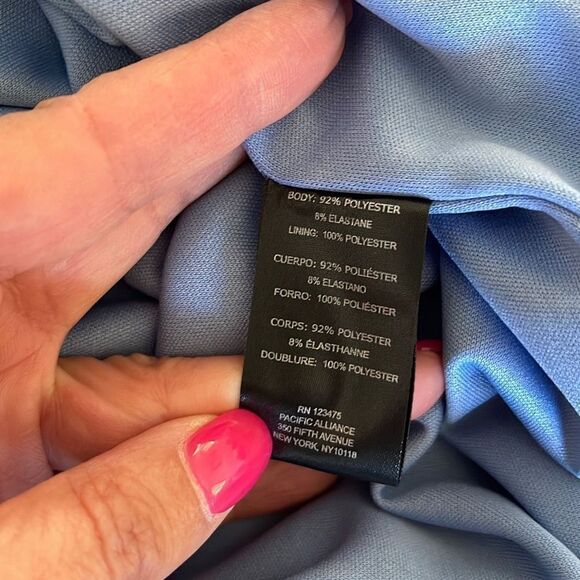 BODY: 92% POLYESTER
8% ELASTANE
LINING: 100% POLYESTER
CUERPO: 92% POLIÉSTER
8% ELASTANO
FORRO: 100% POLIÉSTER
CORPS: 92% POLYESTER
8% ÉLASTHANNE
DOUBLURE: 100% POLYESTER
RN 123475
PACIFIC ALLIANCE
350 FIFTH AVENUE
NEW YORK, NY10118